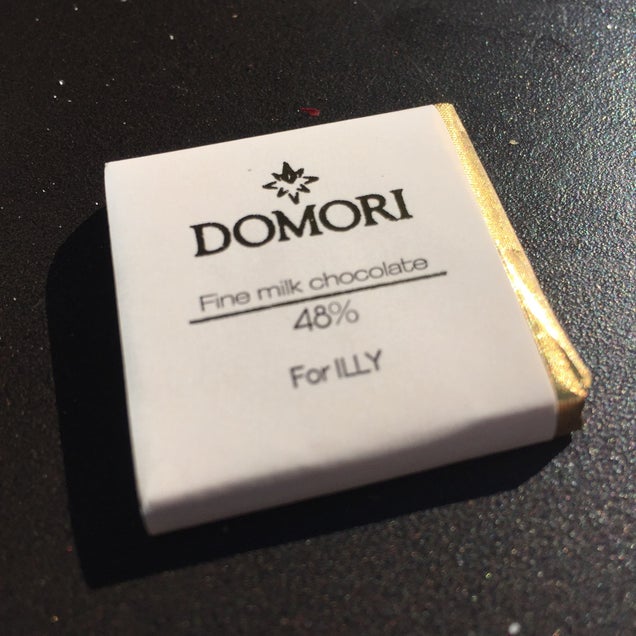 DOMORI
Fine milk chocolate
48%
For ILLY